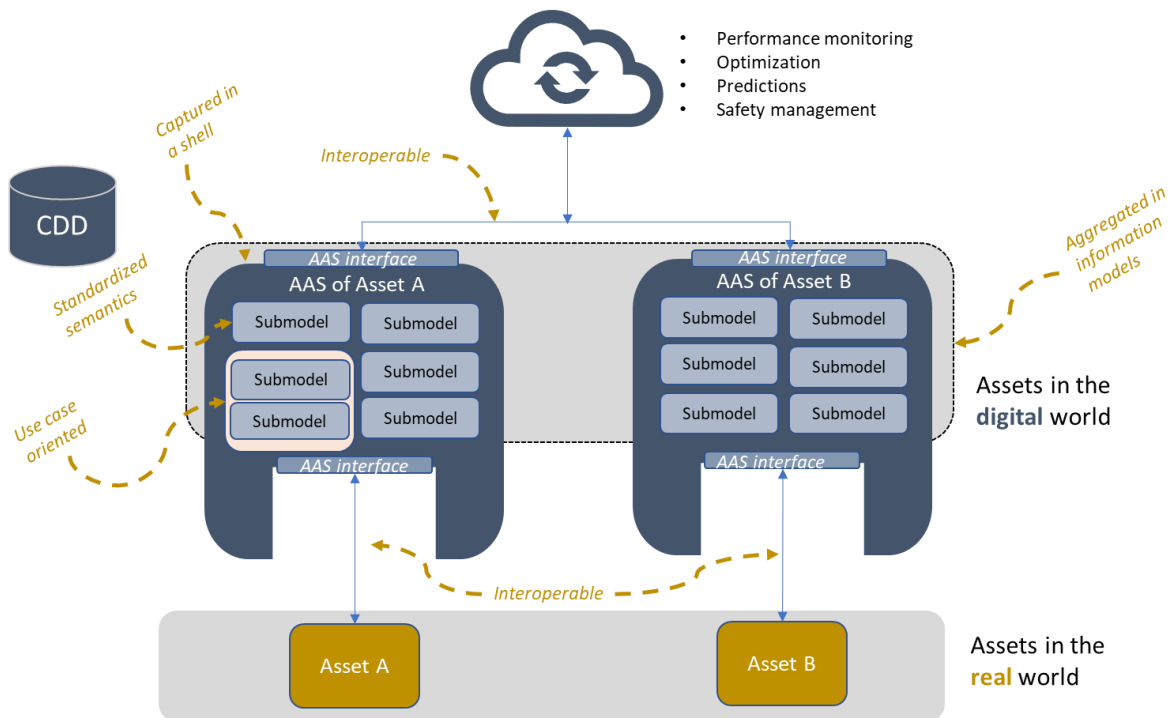 • Performance monitoring
• Optimization
• Predictions
• Safety management
Captured in
a shell
Interoperable
CDD
Aggregated in
information
models
Standardized
semantics
AAS interface
AAS of Asset A
Submodel
Submodel
Submodel
Submodel
Submodel
Submodel
AAS interface
Use case
oriented
AAS interface
AAS of Asset B
Submodel
Submodel
Submodel
Submodel
Submodel
Submodel
AAS interface
Assets in the
digital world
Interoperable
Asset A
Asset B
Assets in the
real world